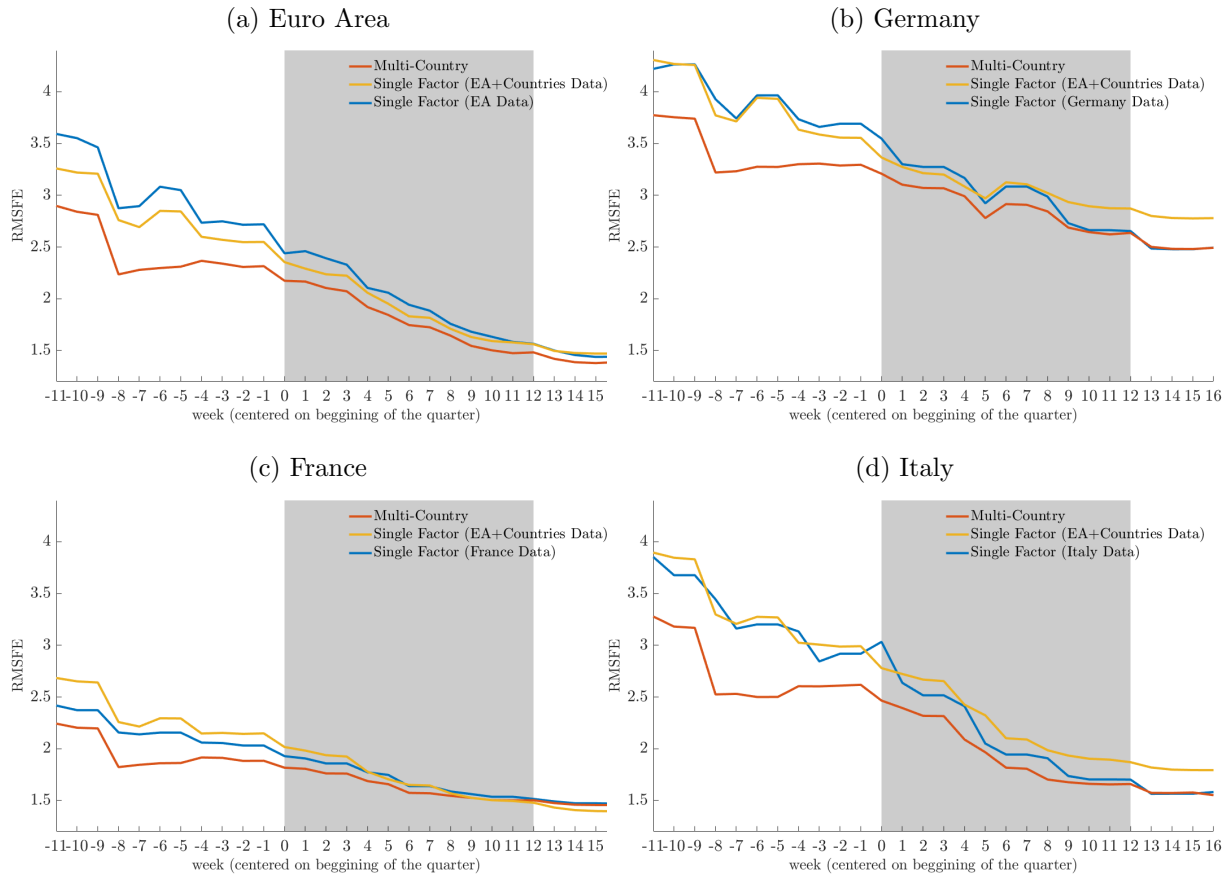 (a) Euro Area
Multi-Country
Single Factor (EA+Countries Data)
Single Factor (EA Data)
4
3.5
3
2.5
2
1.5
RMSFE
-11 -10 -9 -8 -7 -6 -5 -4 -3 -2 -1 0 1 2 3 4 5 6 7 8 9 10 11 12 13 14 15
week (centered on beggining of the quarter)
(b) Germany
Multi-Country
Single Factor (EA+Countries Data)
Single Factor (Germany Data)
4
3.5
3
2.5
2
1.5
RMSFE
-11 -10 -9 -8 -7 -6 -5 -4 -3 -2 -1 0 1 2 3 4 5 6 7 8 9 10 11 12 13 14 15 16
week (centered on beggining of the quarter)
(c) France
Multi-Country
Single Factor (EA+Countries Data)
Single Factor (France Data)
4
3.5
3
2.5
2
1.5
RMSFE
-11 -10 -9 -8 -7 -6 -5 -4 -3 -2 -1 0 1 2 3 4 5 6 7 8 9 10 11 12 13 14 15
week (centered on beggining of the quarter)
(d) Italy
Multi-Country
Single Factor (EA+Countries Data)
Single Factor (Italy Data)
4
3.5
3
2.5
2
1.5
RMSFE
-11 -10 -9 -8 -7 -6 -5 -4 -3 -2 -1 0 1 2 3 4 5 6 7 8 9 10 11 12 13 14 15 16
week (centered on beggining of the quarter)